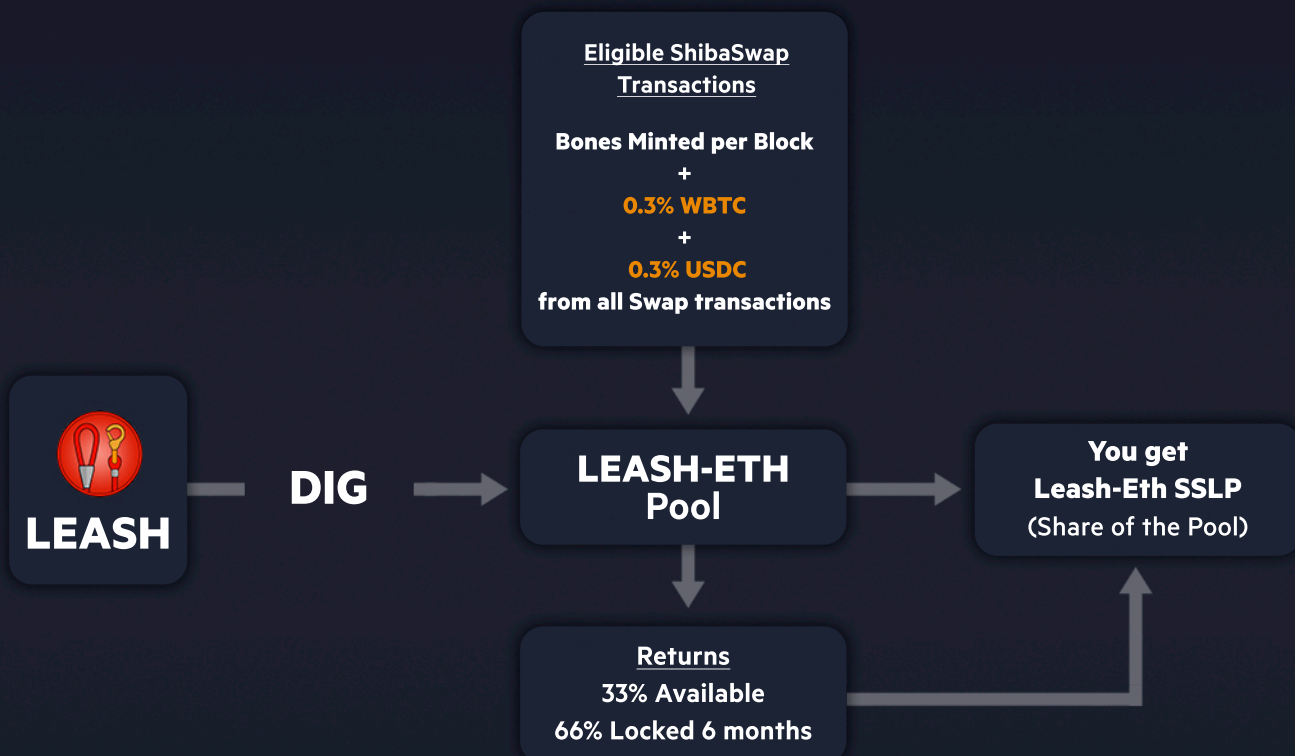 Eligible ShibaSwap
Transactions
Bones Minted per Block
+
0.3% WBTC
+
0.3% USDC
from all Swap transactions
LEASH
DIG
LEASH-ETH
Pool
You get
Leash-Eth SSLP
(Share of the Pool)
Returns
33% Available
66% Locked 6 months